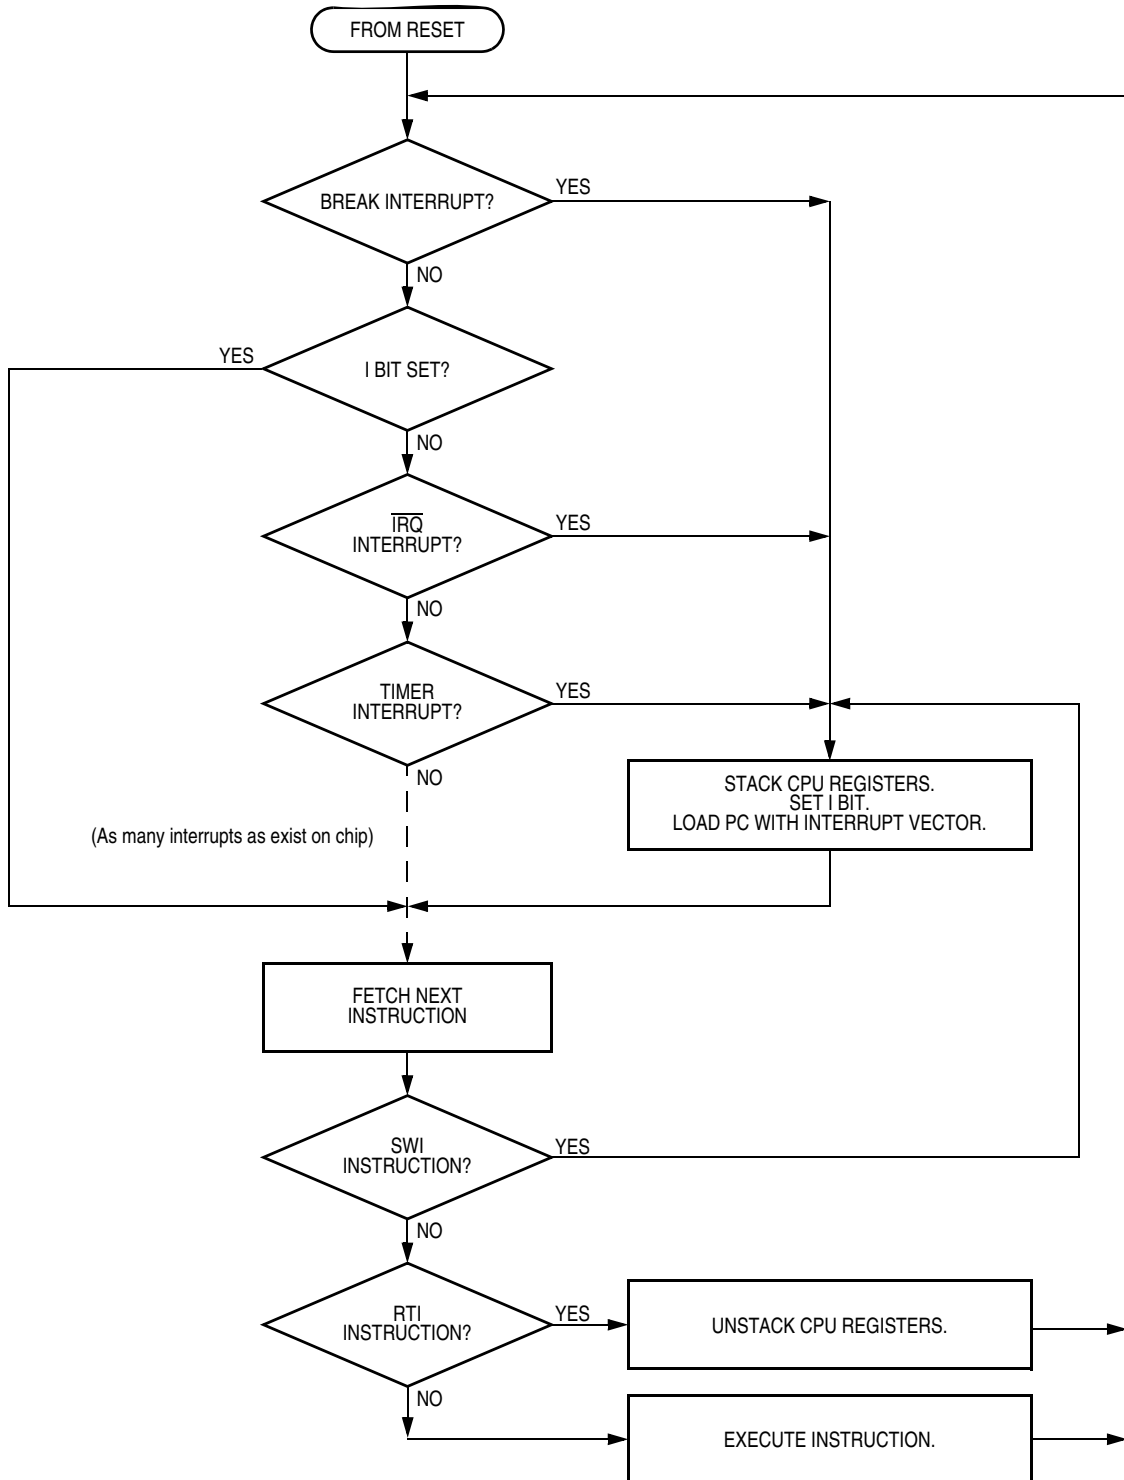 FROM RESET
BREAK INTERRUPT?
YES
NO
YES
I BIT SET?
NO
IRQ
INTERRUPT?
YES
NO
TIMER
INTERRUPT?
YES
NO
STACK CPU REGISTERS.
SET I BIT.
LOAD PC WITH INTERRUPT VECTOR.
(As many interrupts as exist on chip)
FETCH NEXT
INSTRUCTION
SWI
INSTRUCTION?
YES
NO
RTI
INSTRUCTION?
YES
UNSTACK CPU REGISTERS.
NO
EXECUTE INSTRUCTION.